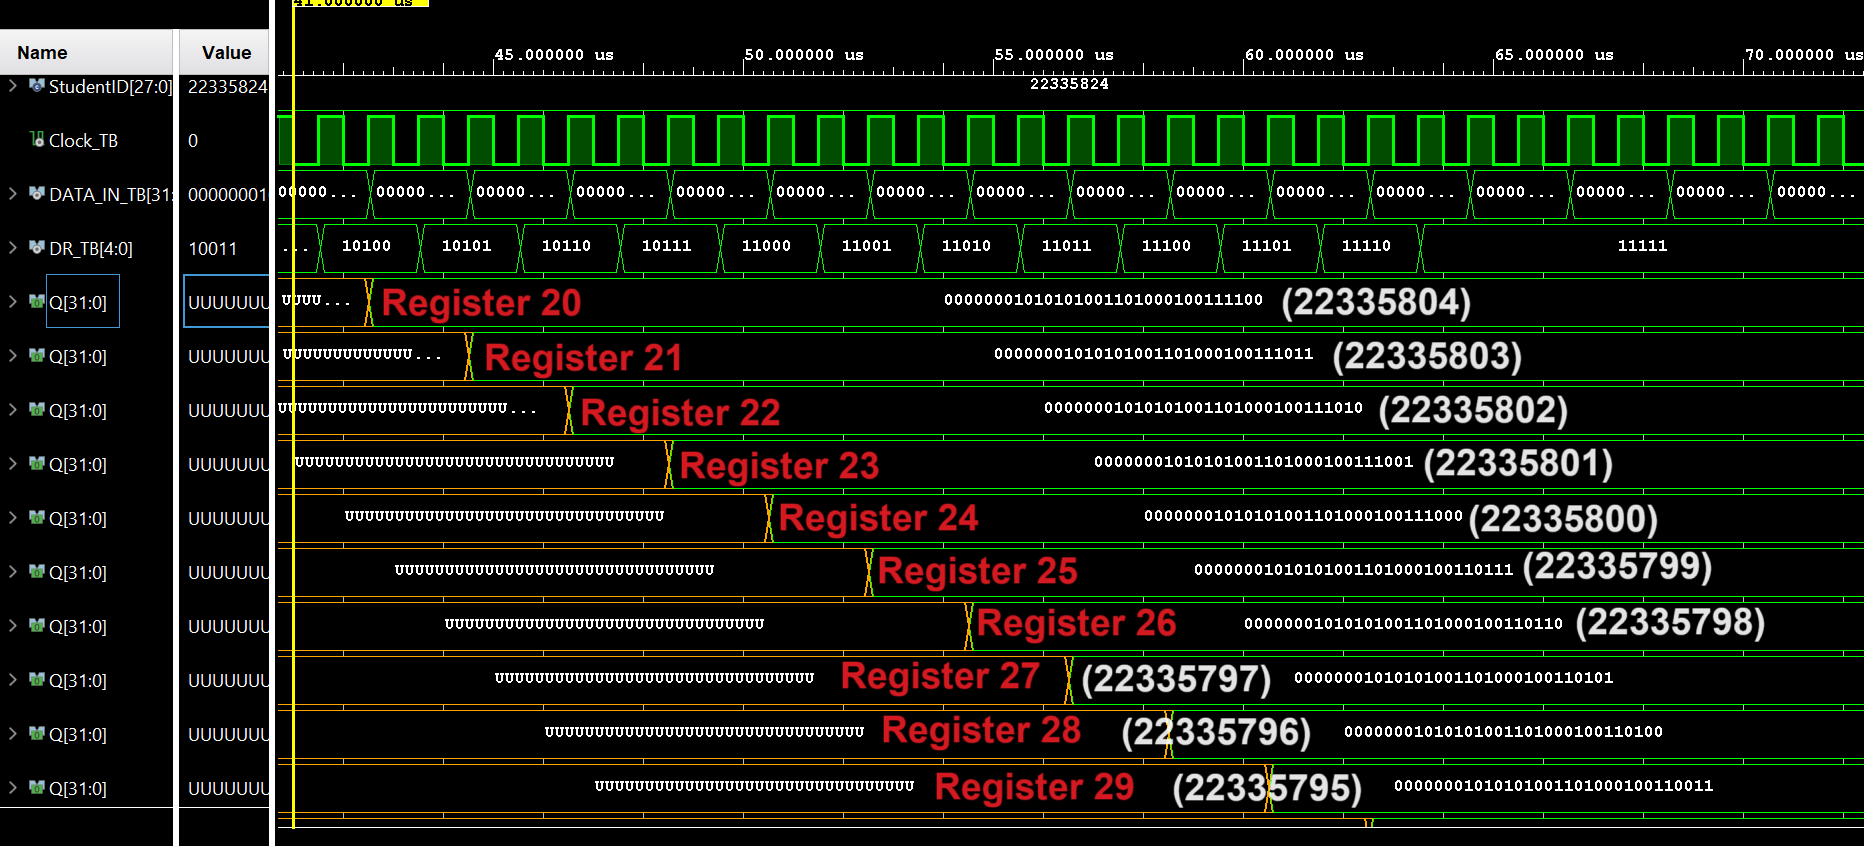 41.000000 us
Name Value
45.000000 us 50.000000 us 55.000000 us 60.000000 us 65.000000 us 70.000000 us
StudentID[27:0] 22335824 22335824
Clock_TB 0
DATA_IN_TB[31: 000000010 00000... 00000... 00000... 00000... 00000... 00000... 00000... 00000... 00000... 00000... 00000... 00000... 00000... 00000... 00000... 00000...
DR_TB[4:0] 10011 ... 10100 10101 10110 10111 11000 11001 11010 11011 11100 11101 11110 11111
Q[31:0] UUUUUUU UUUU... Register 20 00000001010101001101000100111100 (22335804)
Q[31:0] UUUUUUU UUUUUUUUUUUUU... Register 21 00000001010101001101000100111011 (22335803)
Q[31:0] UUUUUUU UUUUUUUUUUUUUUUUUUUUUUU... Register 22 00000001010101001101000100111010 (22335802)
Q[31:0] UUUUUUU UUUUUUUUUUUUUUUUUUUUUUUUUUUUUUUU Register 23 00000001010101001101000100111001 (22335801)
Q[31:0] UUUUUUU UUUUUUUUUUUUUUUUUUUUUUUUUUUUUUUU Register 24 00000001010101001101000100111000 (22335800)
Q[31:0] UUUUUUU UUUUUUUUUUUUUUUUUUUUUUUUUUUUUUUU Register 25 00000001010101001101000100110111 (22335799)
Q[31:0] UUUUUUU UUUUUUUUUUUUUUUUUUUUUUUUUUUUUUUU Register 26 00000001010101001101000100110110 (22335798)
Q[31:0] UUUUUUU UUUUUUUUUUUUUUUUUUUUUUUUUUUUUUUU Register 27 (22335797) 00000001010101001101000100110101
Q[31:0] UUUUUUU UUUUUUUUUUUUUUUUUUUUUUUUUUUUUUUU Register 28 (22335796) 00000001010101001101000100110100
Q[31:0] UUUUUUU UUUUUUUUUUUUUUUUUUUUUUUUUUUUUUUU Register 29 (22335795) 00000001010101001101000100110011